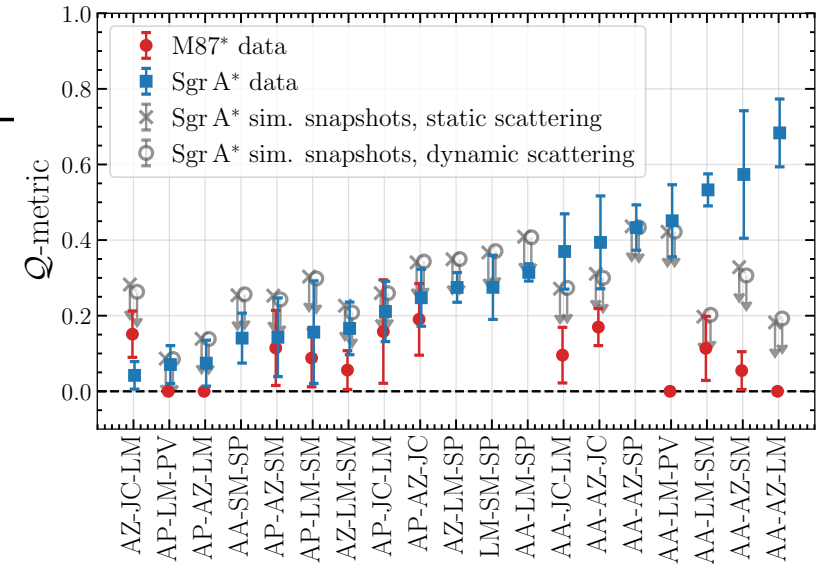 1.0
0.8
0.6
0.4
0.2
0.0
Q-metric
M87* data
Sgr A* data
Sgr A* sim. snapshots, static scattering
Sgr A* sim. snapshots, dynamic scattering
AZ-JC-LM
AP-LM-PV
AP-AZ-LM
AA-SM-SP
AP-AZ-SM
AP-LM-SM
AZ-LM-SM
AP-JC-LM
AP-AZ-JC
AZ-LM-SP
LM-SM-SP
AA-LM-SP
AA-JC-LM
AA-AZ-JC
AA-AZ-SP
AA-LM-PV
AA-LM-SM
AA-AZ-SM
AA-AZ-LM